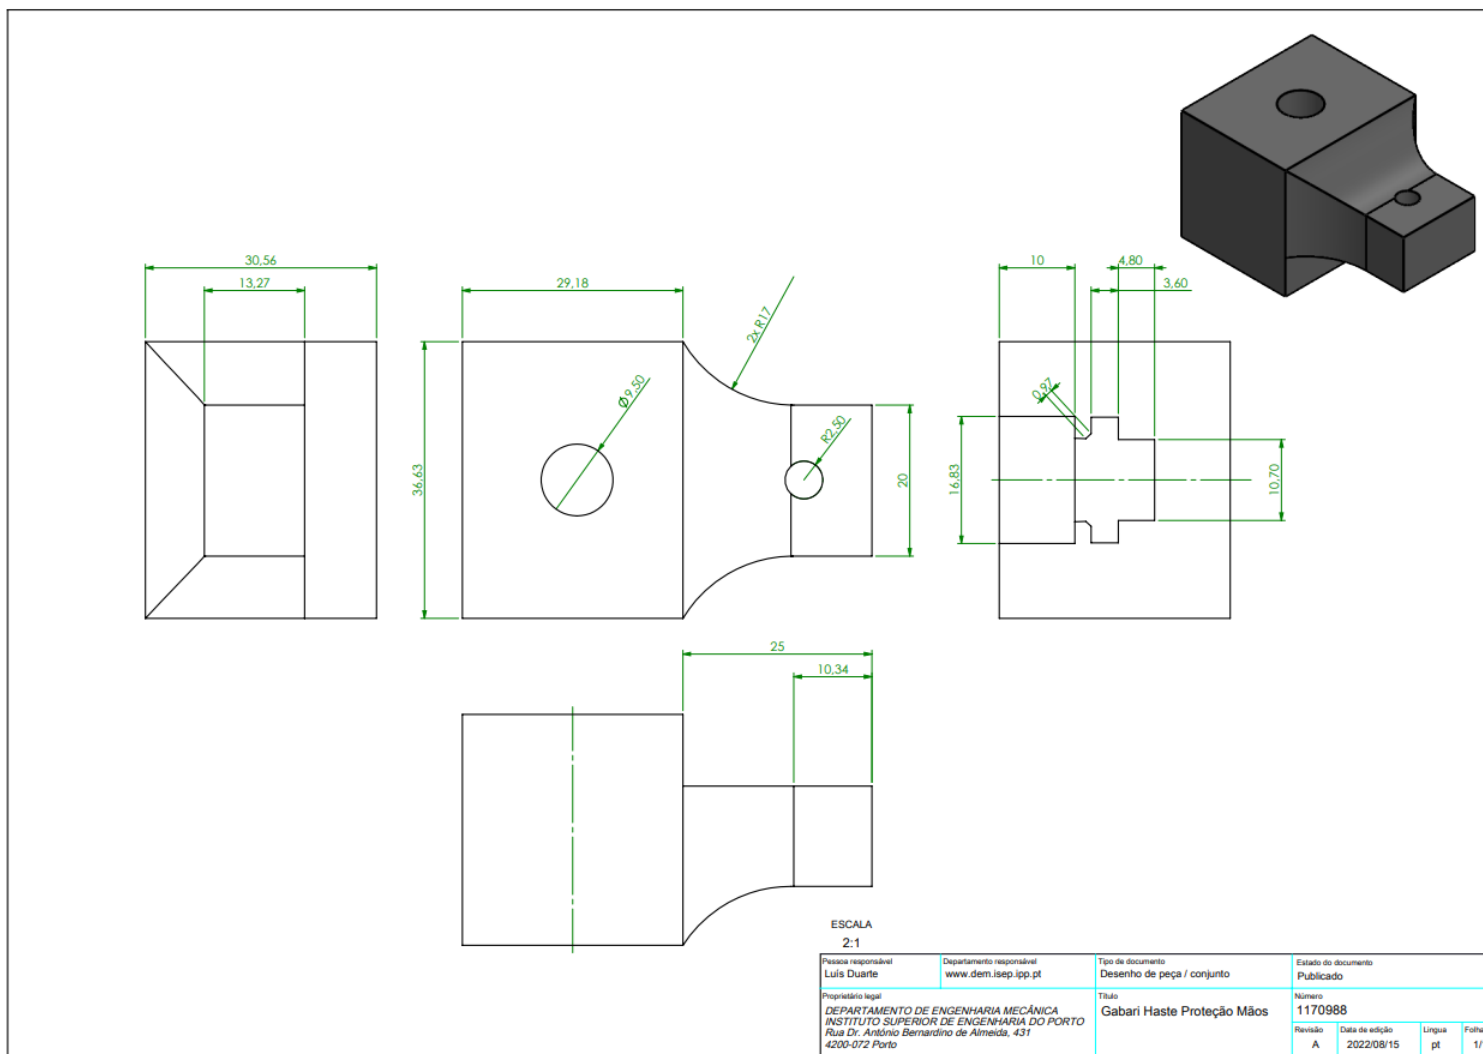 30,56
13,27
29,18
2x R17
10
4,80
3,60
0,97
Ø9,50
R2,50
36,63
20
16,83
10,70
25
10,34
ESCALA
2:1
Pessoa responsável
Luís Duarte
Departamento responsável
www.dem.isep.ipp.pt
Tipo de documento
Desenho de peça / conjunto
Estado do documento
Publicado
Proprietário legal
DEPARTAMENTO DE ENGENHARIA MECÂNICA
INSTITUTO SUPERIOR DE ENGENHARIA DO PORTO
Rua Dr. António Bernardino de Almeida, 431
4200-072 Porto
Título
Gabari Haste Proteção Mãos
Número
1170988
Revisão
A
Data de edição
2022/08/15
Lingua
pt
Folha
1/